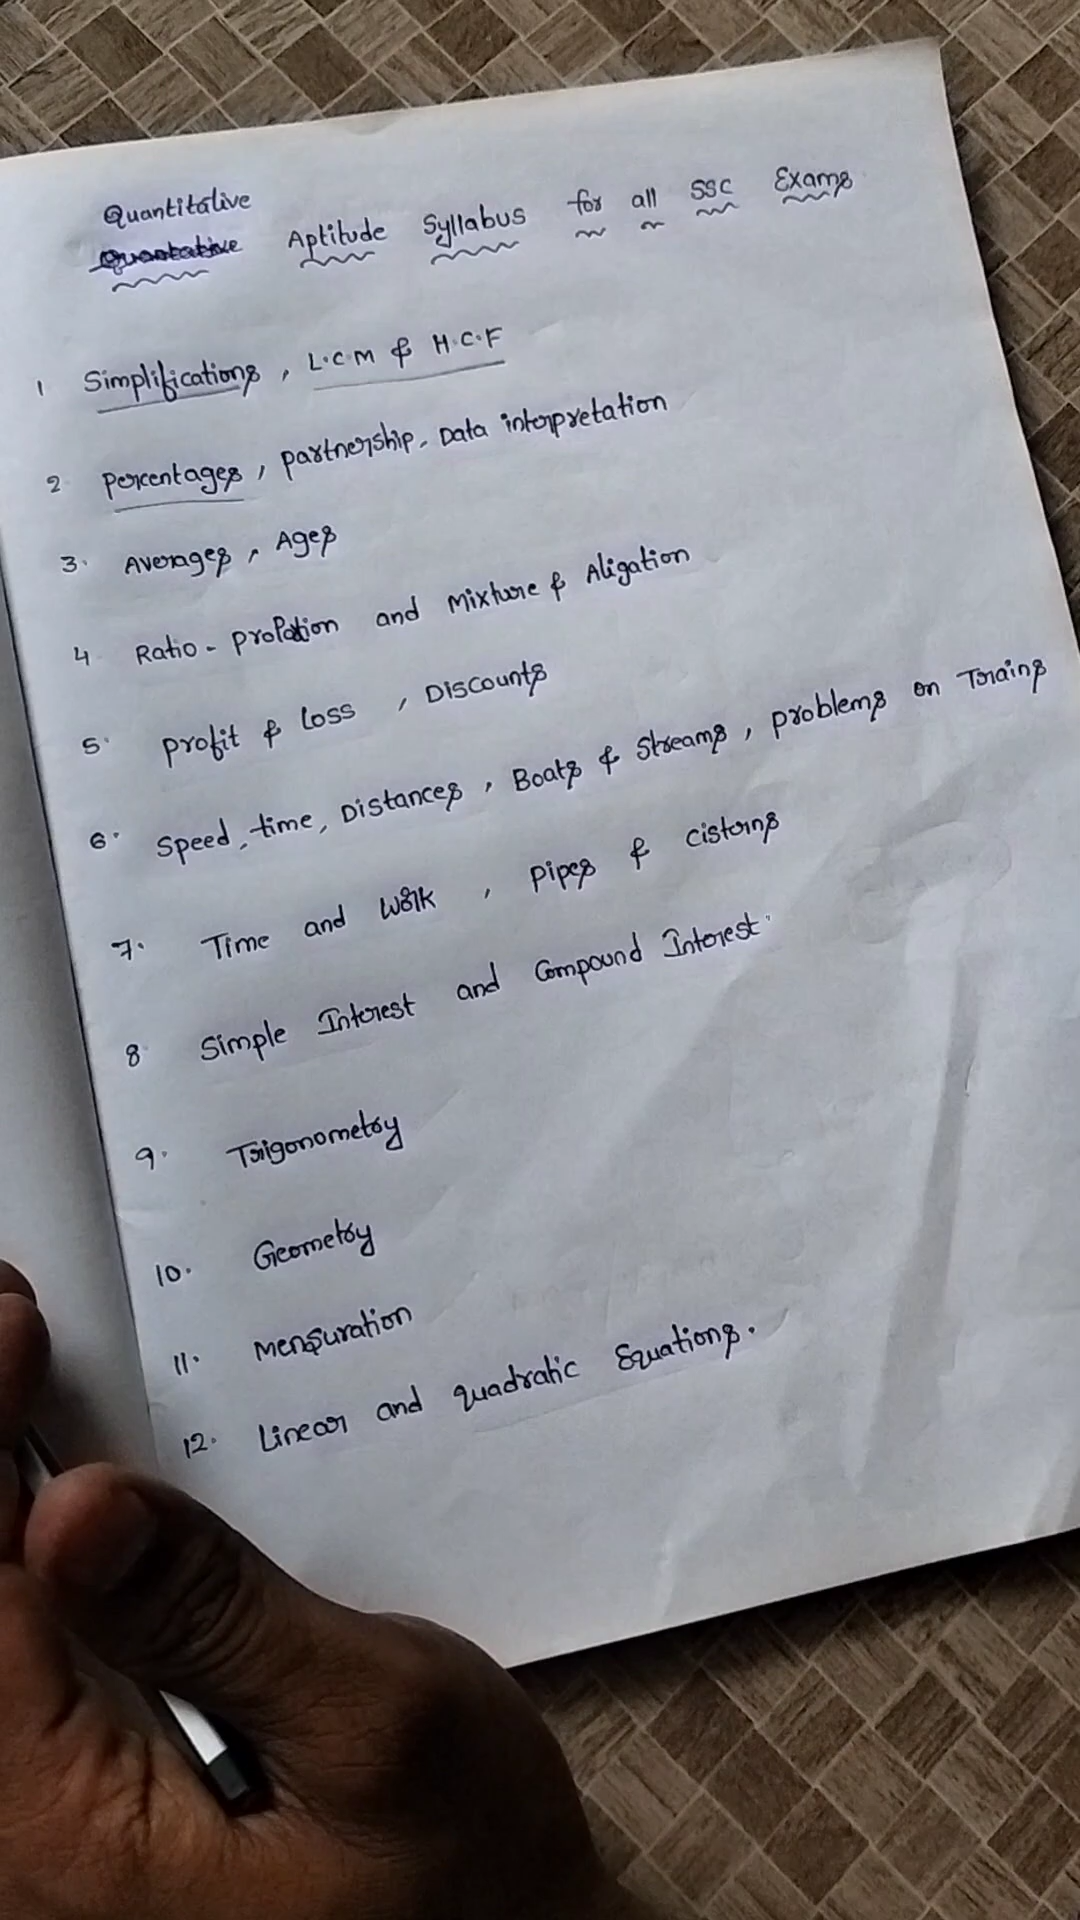 Quantitative
Quantative Aptitude Syllabus for all SSC Exams
1 Simplifications, L.C.M & H.C.F
2 Percentages, partnership, Data interpretation
3. Averages, Ages
4 Ratio - proPotion and Mixture & Aligation
5. Profit & Loss, Discounts
6. Speed, time, Distances, Boats & Streams, problems on Trains
7. Time and Work, Pipes & cisterns
8 Simple Interest and Compound Interest.
9. Trigonometry
10. Geometry
11. Mensuration
12. Linear and quadratic Equations.